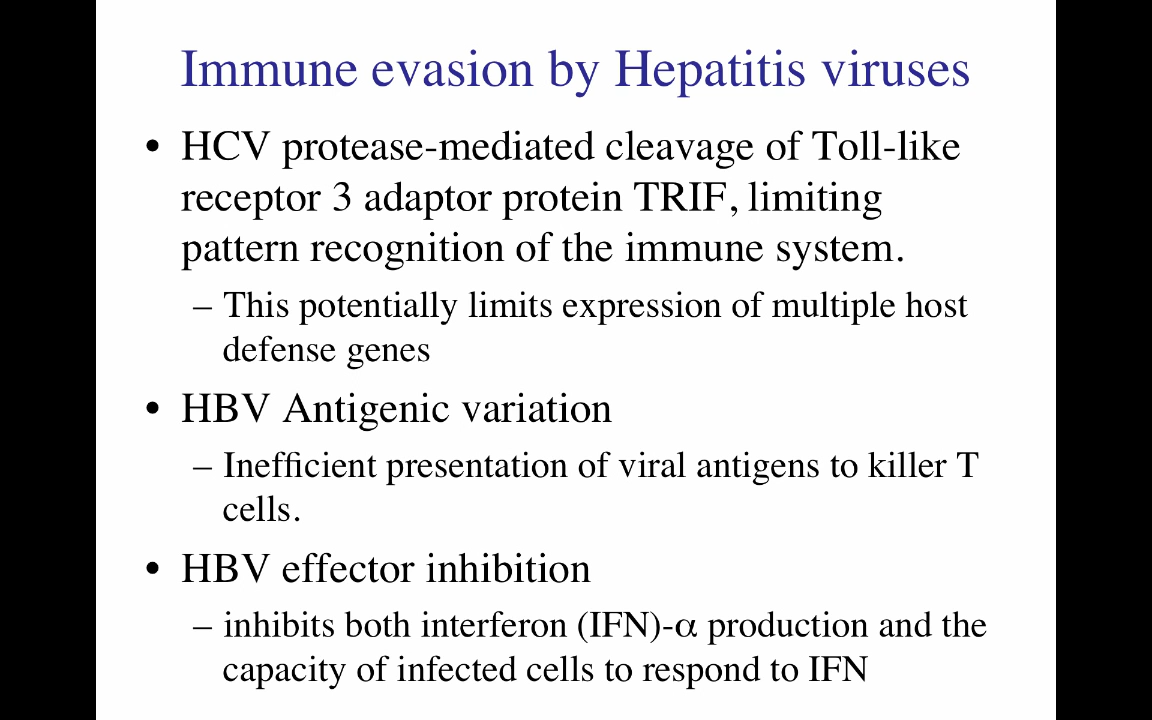 Immune evasion by Hepatitis viruses
• HCV protease-mediated cleavage of Toll-like
receptor 3 adaptor protein TRIF, limiting
pattern recognition of the immune system.
– This potentially limits expression of multiple host
defense genes
• HBV Antigenic variation
– Inefficient presentation of viral antigens to killer T
cells.
• HBV effector inhibition
– inhibits both interferon (IFN)-α production and the
capacity of infected cells to respond to IFN